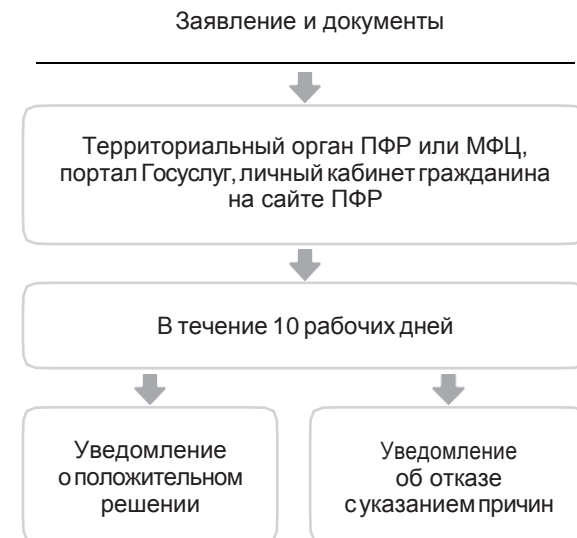 Заявление и документы
Территориальный орган ПФР или МФЦ,
портал Госуслуг, личный кабинет гражданина
на сайте ПФР
В течение 10 рабочих дней
Уведомление
о положительном
решении
Уведомление
об отказе
с указанием причин